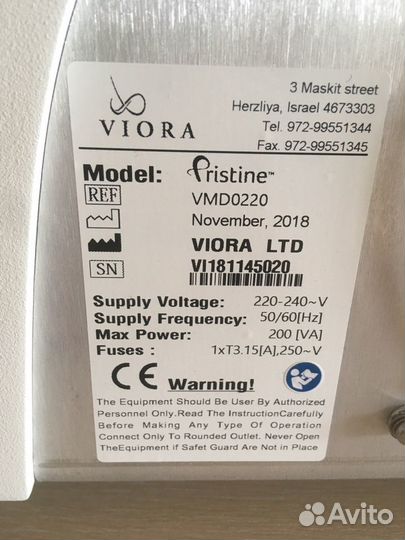 VIORA
3 Maskit street
Herzliya, Israel 4673303
Tel. 972-99551344
Fax. 972-99551345
Model: Pristine™
REF VMD0220
November, 2018
VIORA LTD
SN VI181145020
Supply Voltage: 220-240~V
Supply Frequency: 50/60[Hz]
Max Power: 200 [VA]
Fuses : 1xT3.15[A],250~V
CE Warning!
The Equipment Should Be User By Authorized
Personnel Only.Read The InstructionCarefully
Before Making Any Type Of Operation
Connect Only To Rounded Outlet. Never Open
TheEquipment if Safet Guard Are Not in Place
Avito